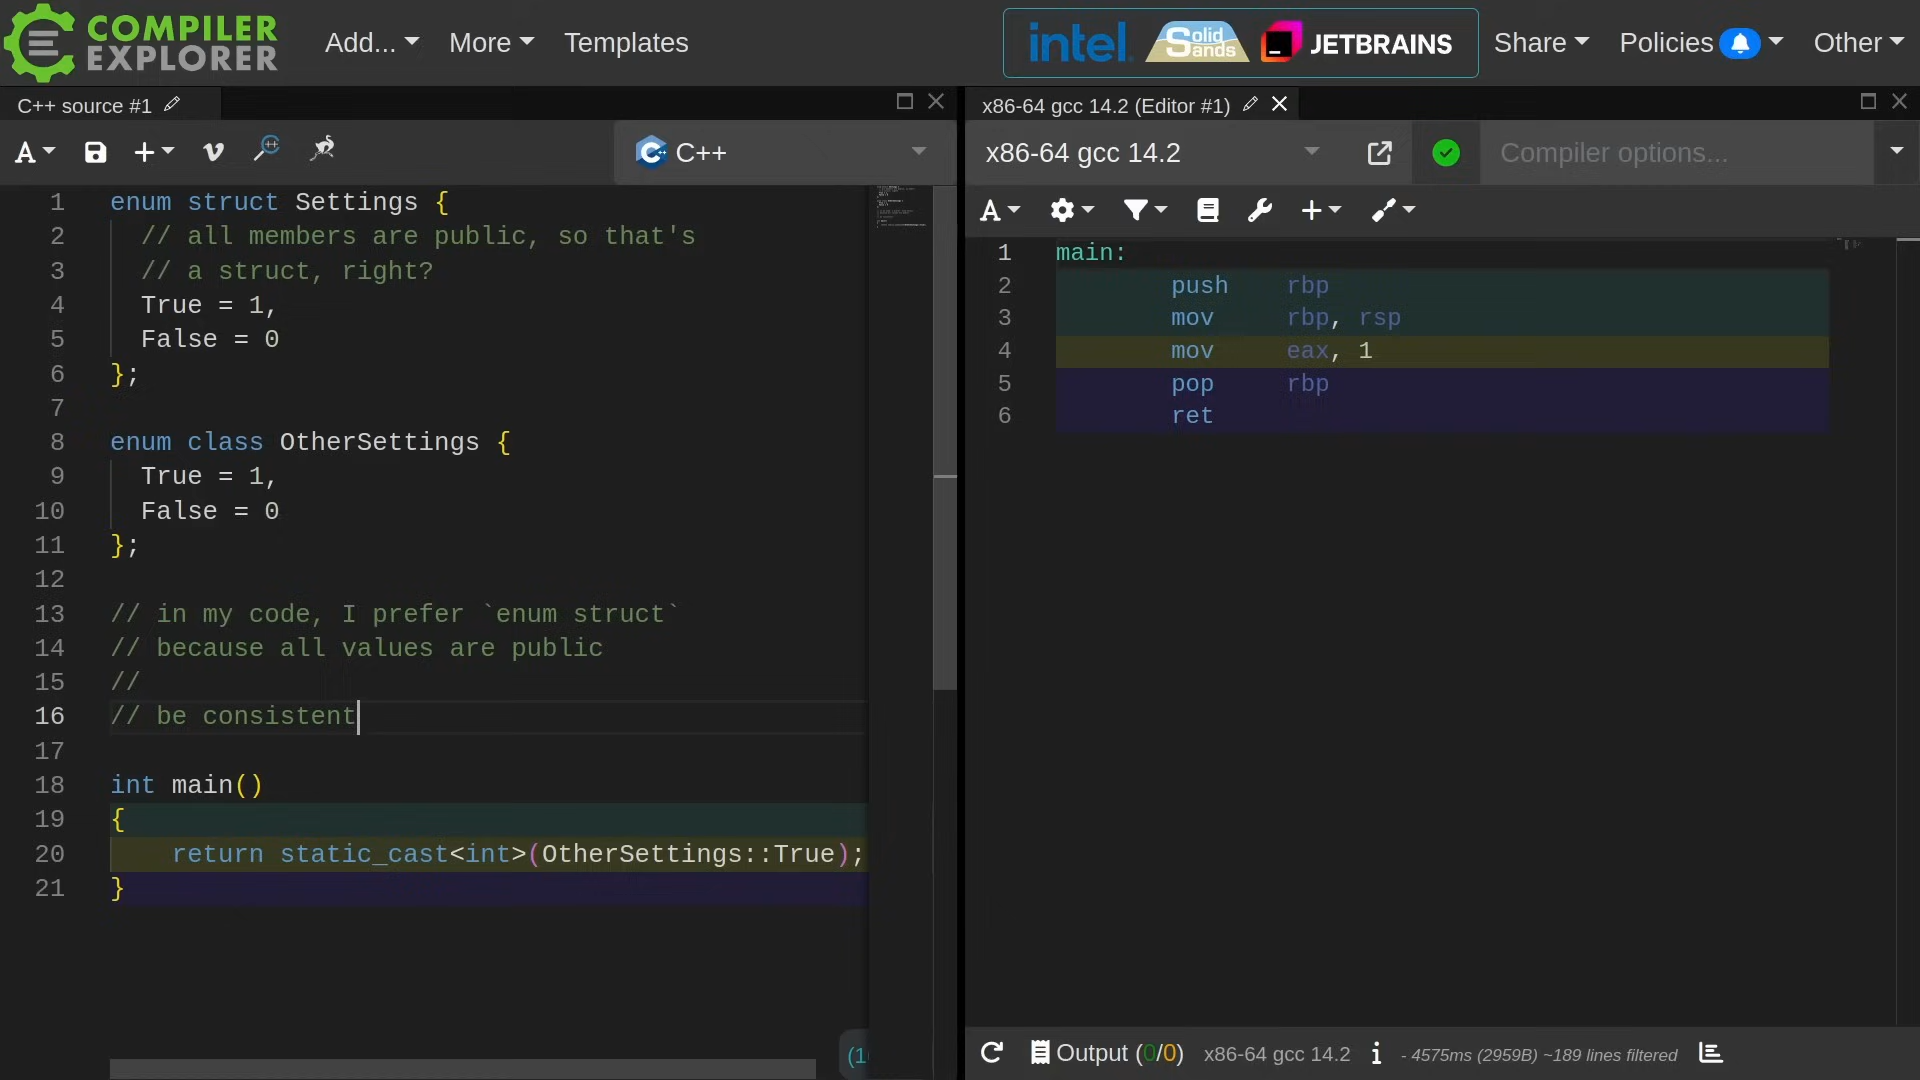 COMPILER EXPLORER
Add... More Templates
intel. Solid Sands JETBRAINS
Share Policies Other
C++ source #1
A + v
C++
1 enum struct Settings {
2 // all members are public, so that's
3 // a struct, right?
4 True = 1,
5 False = 0
6 };
7
8 enum class OtherSettings {
9 True = 1,
10 False = 0
11 };
12
13 // in my code, I prefer `enum struct`
14 // because all values are public
15 //
16 // be consistent
17
18 int main()
19 {
20 return static_cast<int>(OtherSettings::True);
21 }
x86-64 gcc 14.2 (Editor #1)
x86-64 gcc 14.2
Compiler options...
A +
1 main:
2 push rbp
3 mov rbp, rsp
4 mov eax, 1
5 pop rbp
6 ret
Output (0/0) x86-64 gcc 14.2 i - 4575ms (2959B) ~189 lines filtered